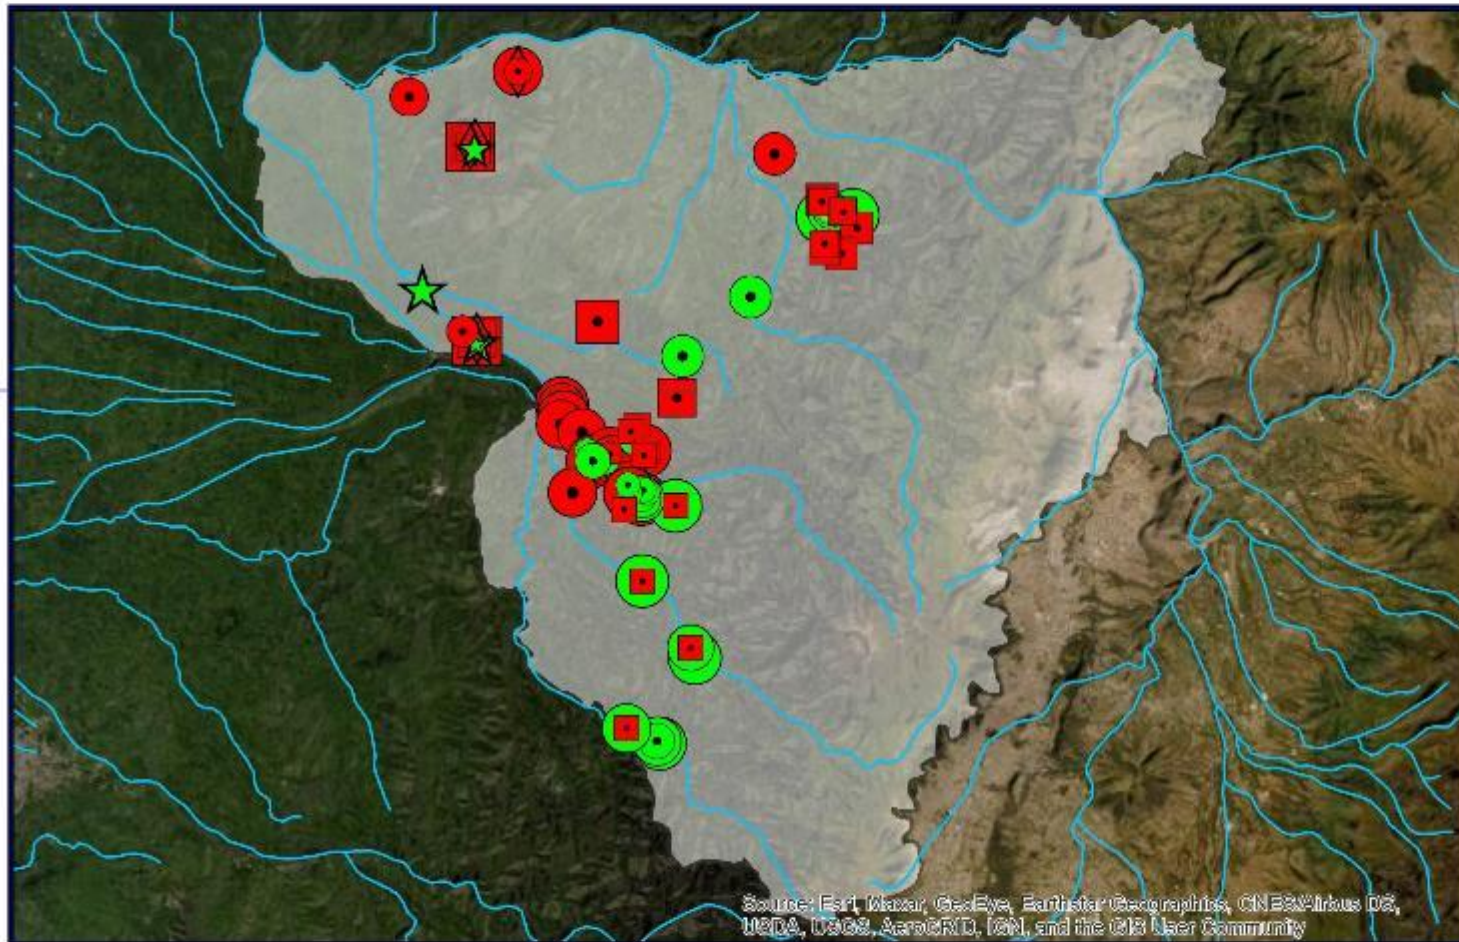 Source: Esri, Maxar, GeoEye, Earthstar Geographics, CNES/Airbus DS,
USDA, USGS, AeroGRID, IGN, and the GIS User Community